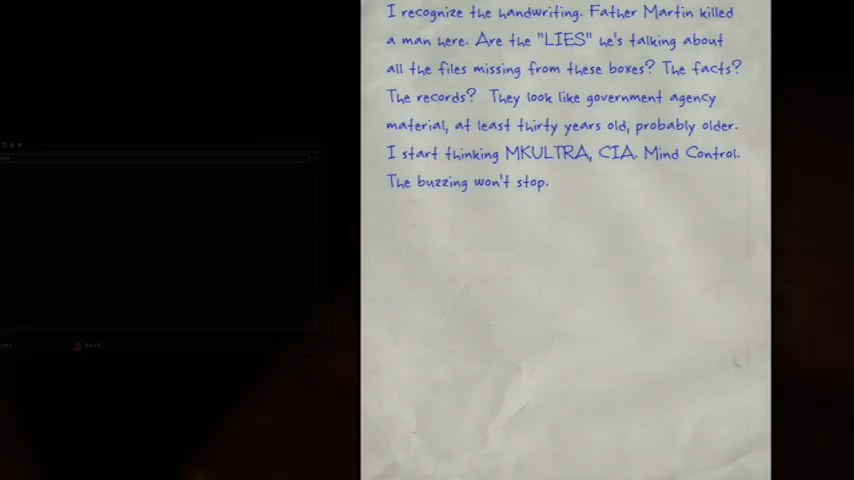 I recognize the handwriting. Father Martin killed
a man here. Are the "LIES" he's talking about
all the files missing from these boxes? The facts?
The records? They look like government agency
material, at least thirty years old, probably older.
I start thinking MKULTRA, CIA. Mind Control.
The buzzing won't stop.
Back